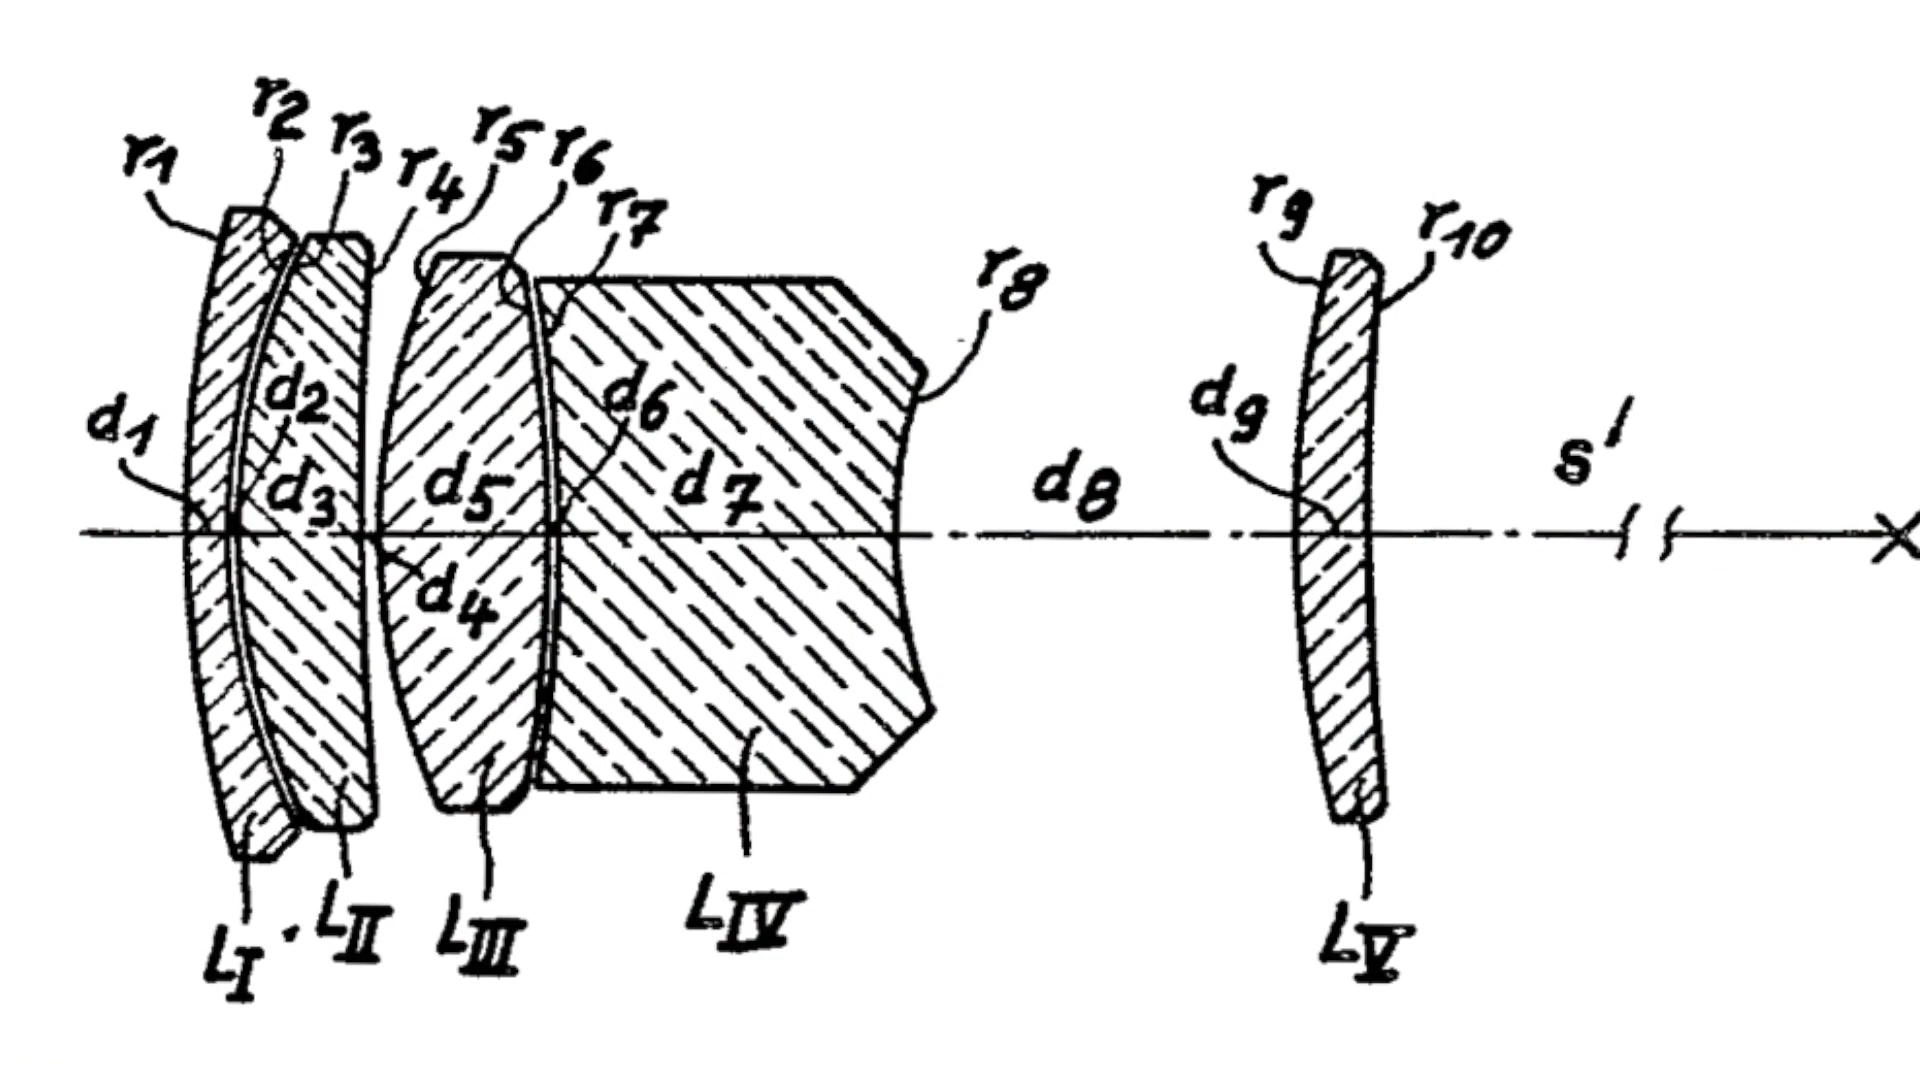 r1 r2 r3 r4 r5 r6 r7 r8 r9 r10
d1 d2 d3 d4 d5 d6 d7 d8 d9 s'
LI LII LIII LIV LV